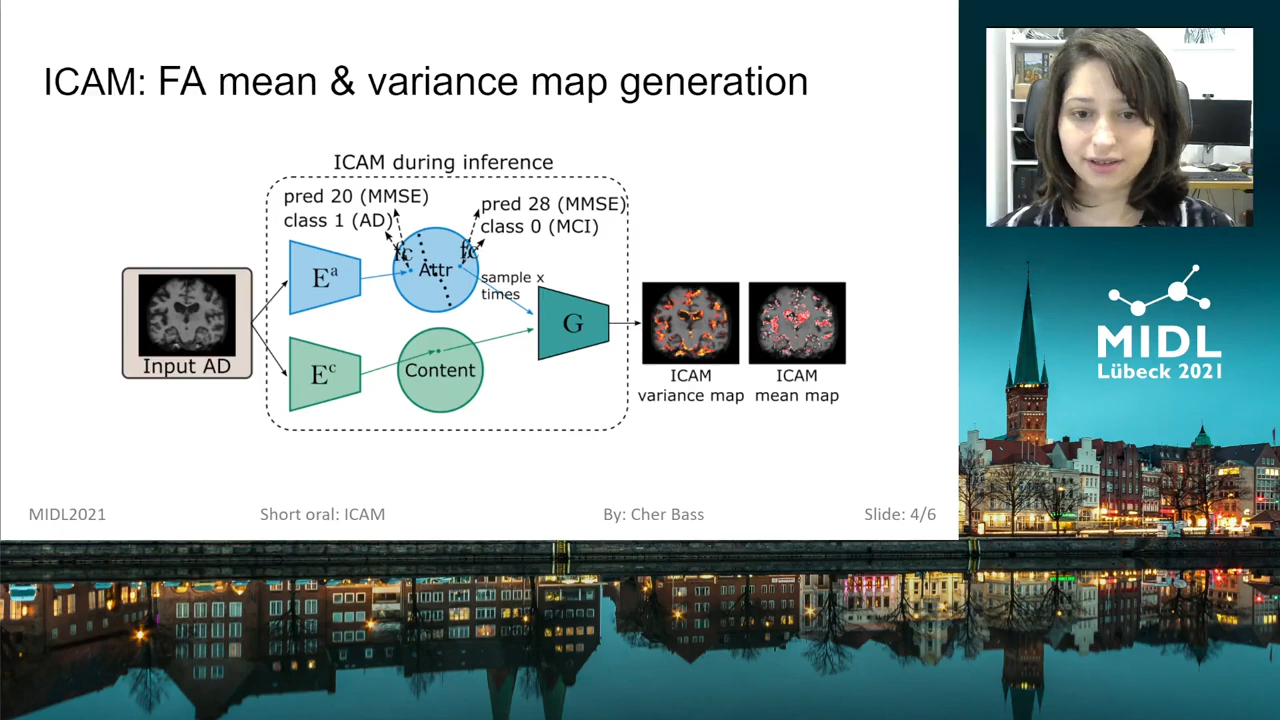 ICAM: FA mean & variance map generation
ICAM during inference
pred 20 (MMSE)
class 1 (AD)
pred 28 (MMSE)
class 0 (MCI)
fc
fc
Attr
E^a
sample x
times
G
Input AD
E^c
Content
ICAM
variance map
ICAM
mean map
MIDL2021
Short oral: ICAM
By: Cher Bass
Slide: 4/6
MIDL
Lübeck 2021